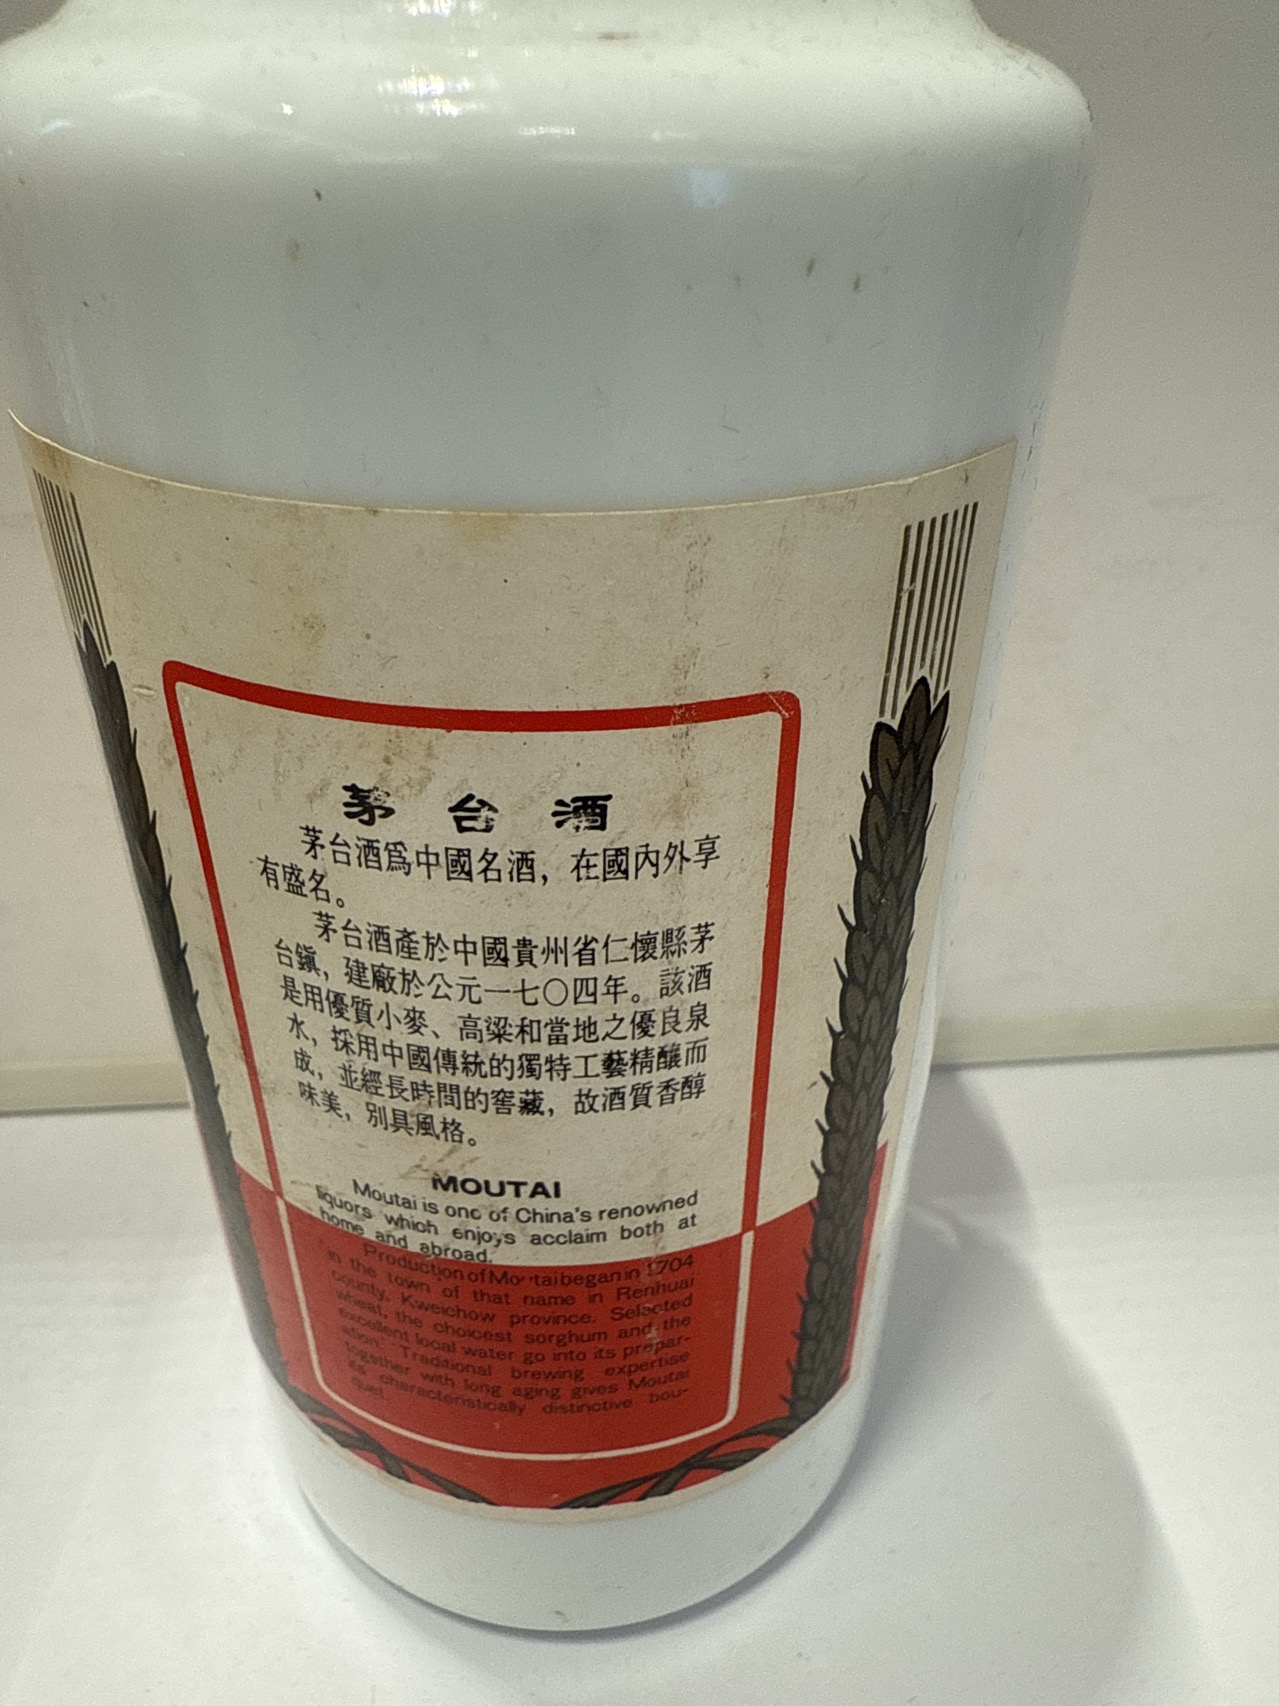 茅台酒
茅台酒爲中國名酒，在國內外享
有盛名。
茅台酒產於中國貴州省仁懷縣茅
台鎭，建廠於公元一七〇四年。該酒
是用優質小麥、高粱和當地之優良泉
水，採用中國傳統的獨特工藝精釀而
成，並經長時間的窖藏，故酒質香醇
味美，別具風格。
MOUTAI
Moutai is one of China's renowned
liquors which enjoys acclaim both at
home and abroad.
Production of Moutai began in 1704
in the town of that name in Renhuai
county, Kweichow province. Selected
wheat, the choicest sorghum and the
excellent local water go into its prepar-
ation. Traditional brewing expertise
together with long aging gives Moutai
its characteristically distinctive bou-
quet.